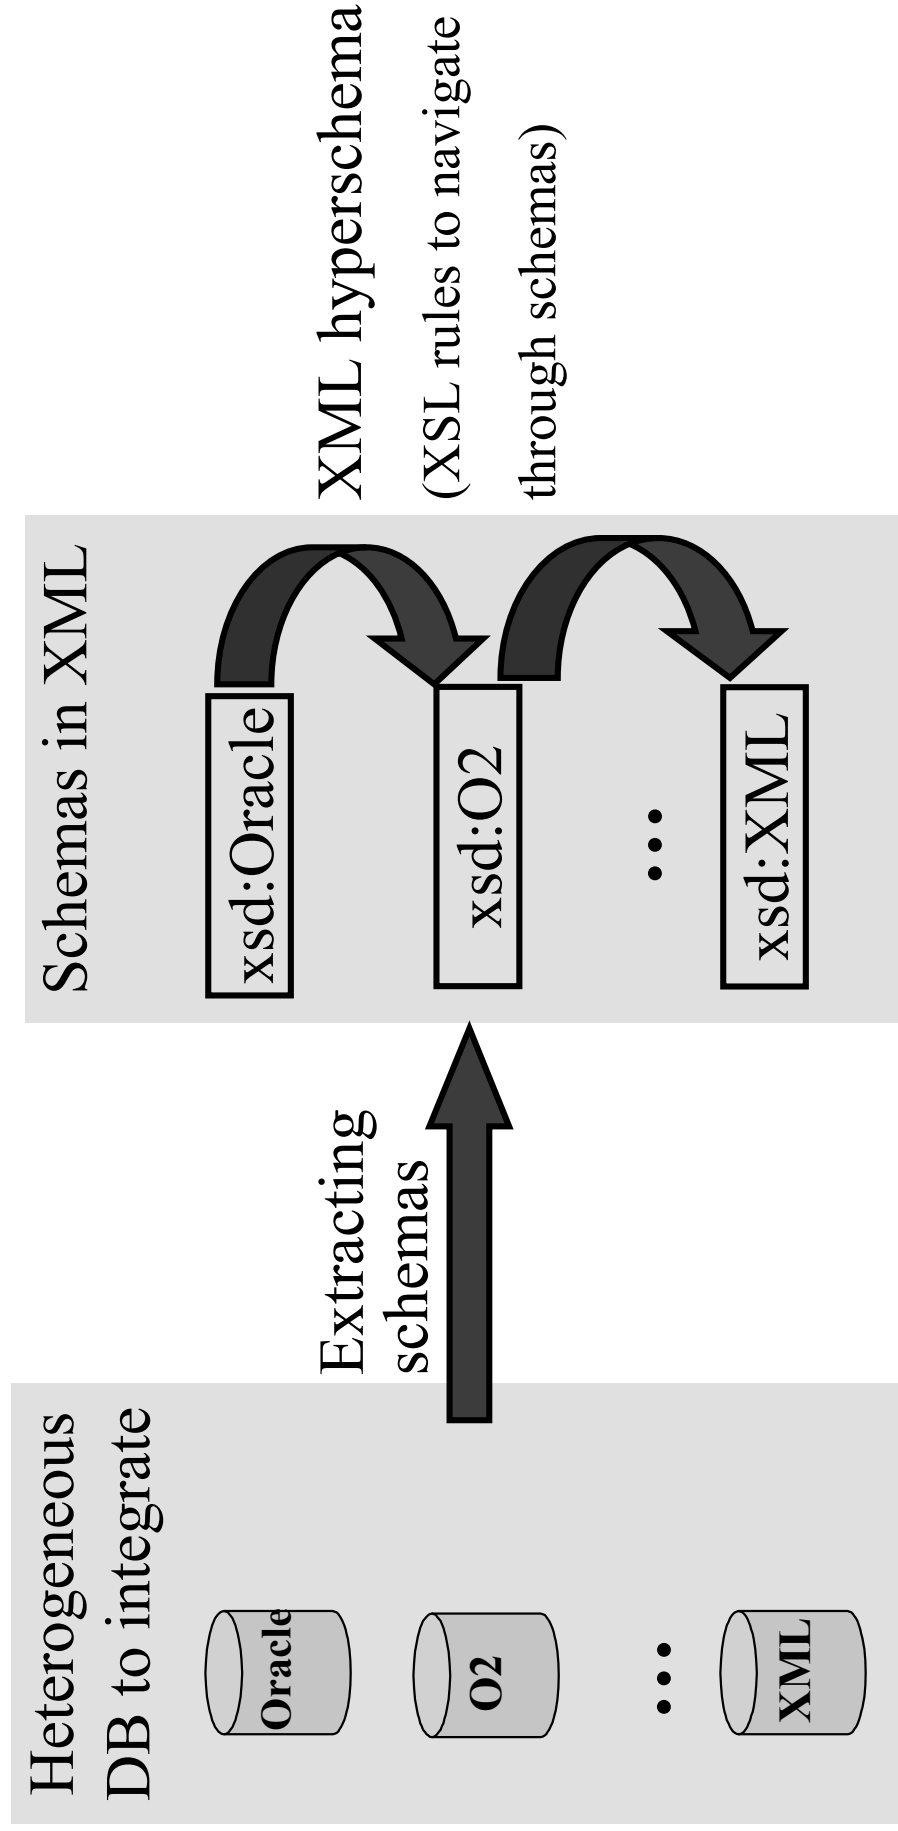 Heterogeneous
DB to integrate
Oracle
O2
...
XML
Extracting
schemas
Schemas in XML
xsd:Oracle
xsd:O2
...
xsd:XML
XML hyperschema
(XSL rules to navigate
through schemas)